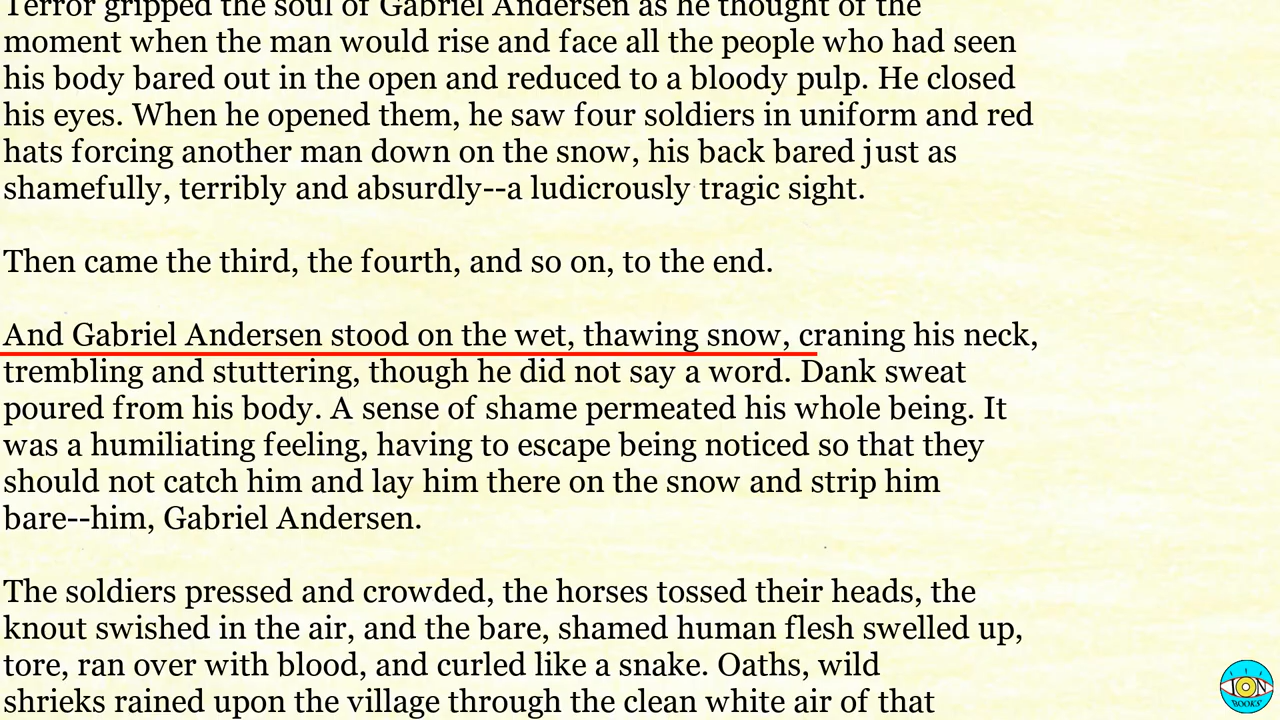 Terror gripped the soul of Gabriel Andersen as he thought of the
moment when the man would rise and face all the people who had seen
his body bared out in the open and reduced to a bloody pulp. He closed
his eyes. When he opened them, he saw four soldiers in uniform and red
hats forcing another man down on the snow, his back bared just as
shamefully, terribly and absurdly--a ludicrously tragic sight.
Then came the third, the fourth, and so on, to the end.
And Gabriel Andersen stood on the wet, thawing snow, craning his neck,
trembling and stuttering, though he did not say a word. Dank sweat
poured from his body. A sense of shame permeated his whole being. It
was a humiliating feeling, having to escape being noticed so that they
should not catch him and lay him there on the snow and strip him
bare--him, Gabriel Andersen.
The soldiers pressed and crowded, the horses tossed their heads, the
knout swished in the air, and the bare, shamed human flesh swelled up,
tore, ran over with blood, and curled like a snake. Oaths, wild
shrieks rained upon the village through the clean white air of that
ION
BOOKS